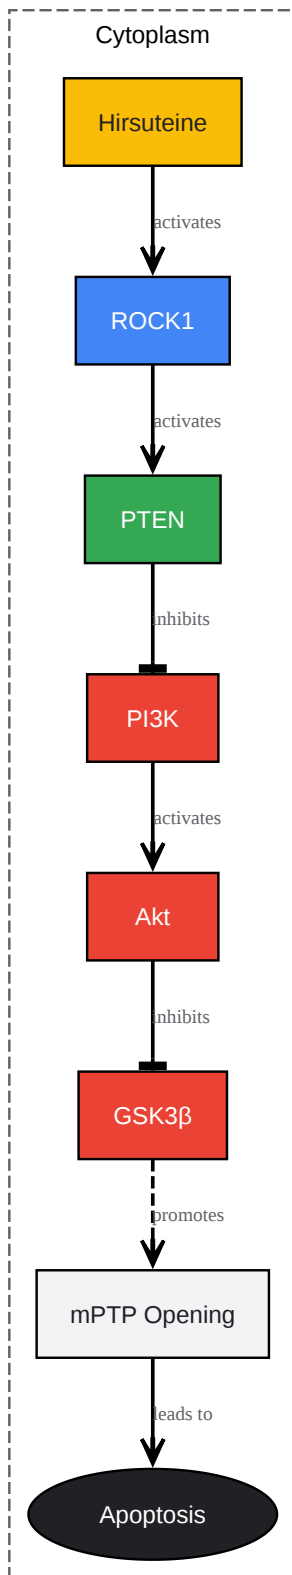 Cytoplasm
Hirsuteine
activates
ROCK1
activates
PTEN
inhibits
PI3K
activates
Akt
inhibits
GSK3β
promotes
mPTP Opening
leads to
Apoptosis